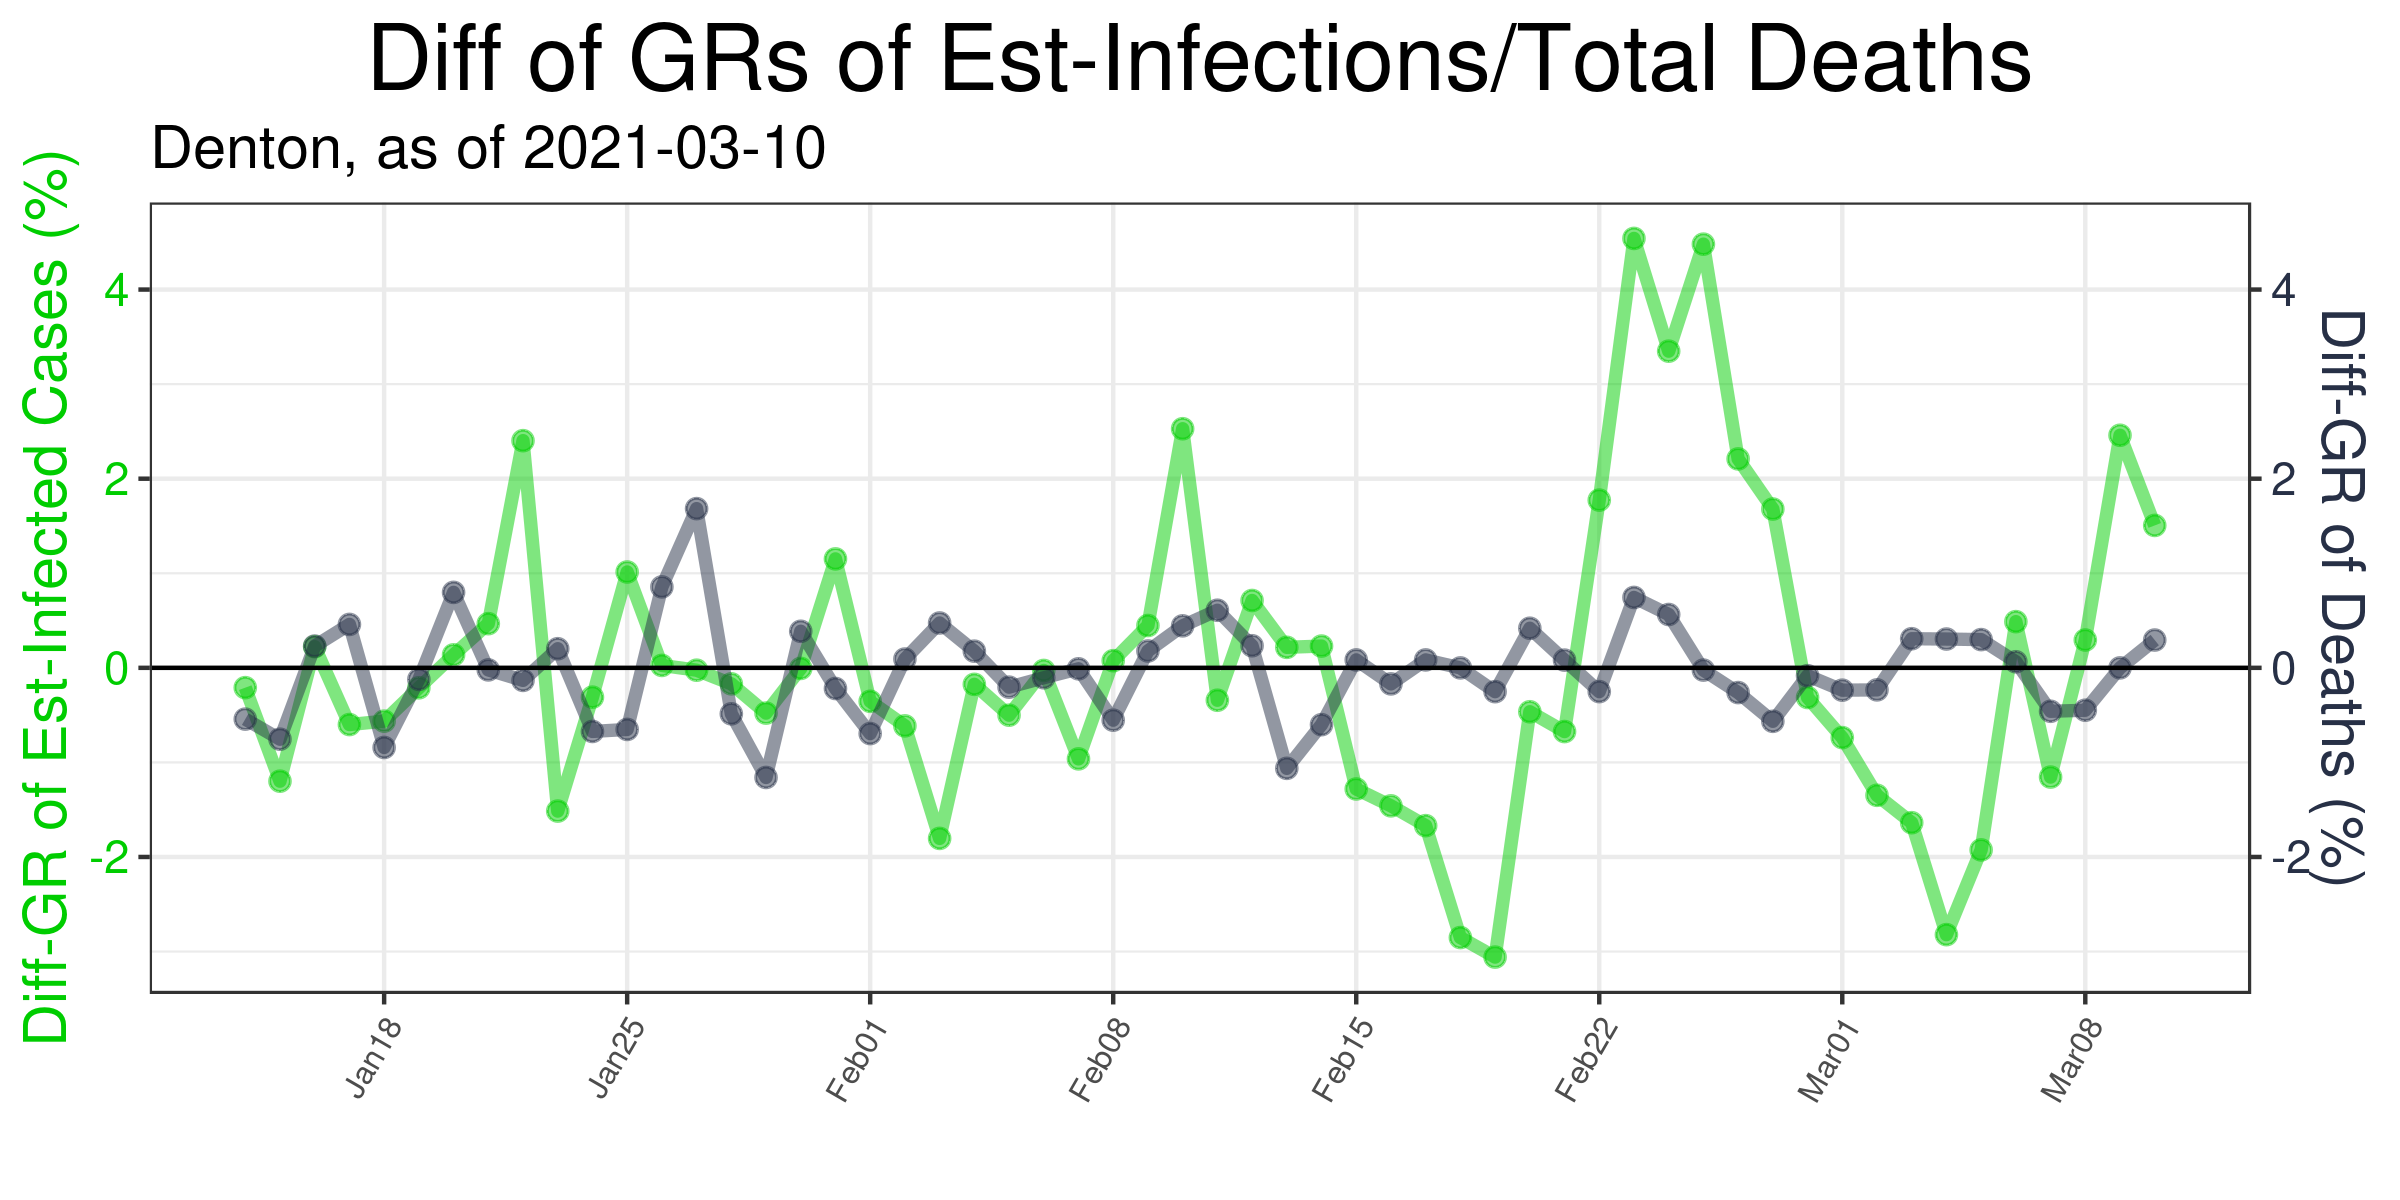 Diff of GRs of Est-Infections/Total Deaths
Denton, as of 2021-03-10
Diff-GR of Est-Infected Cases (%)
4
2
0
-2
4
2
0
-2
Diff-GR of Deaths (%)
Jan18
Jan25
Feb01
Feb08
Feb15
Feb22
Mar01
Mar08